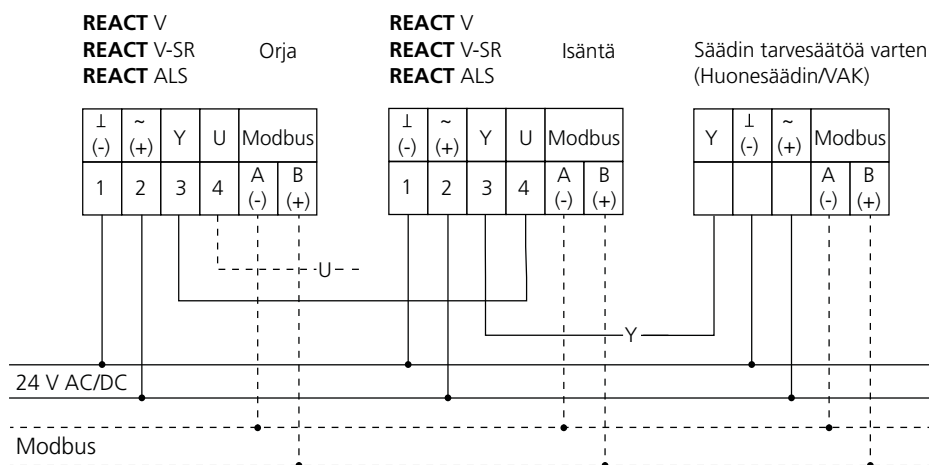 REACT V
REACT V-SR Orja
REACT ALS
REACT V
REACT V-SR Isäntä
REACT ALS
Säädin tarvesäätöä varten
(Huonesäädin/VAK)
⊥ ~ Y U Modbus
(-) (+)
1 2 3 4 A B
(-) (+)
⊥ ~ Y U Modbus
(-) (+)
1 2 3 4 A B
(-) (+)
Y ⊥ ~ Modbus
(-) (+)
A B
(-) (+)
U
Y
24 V AC/DC
Modbus